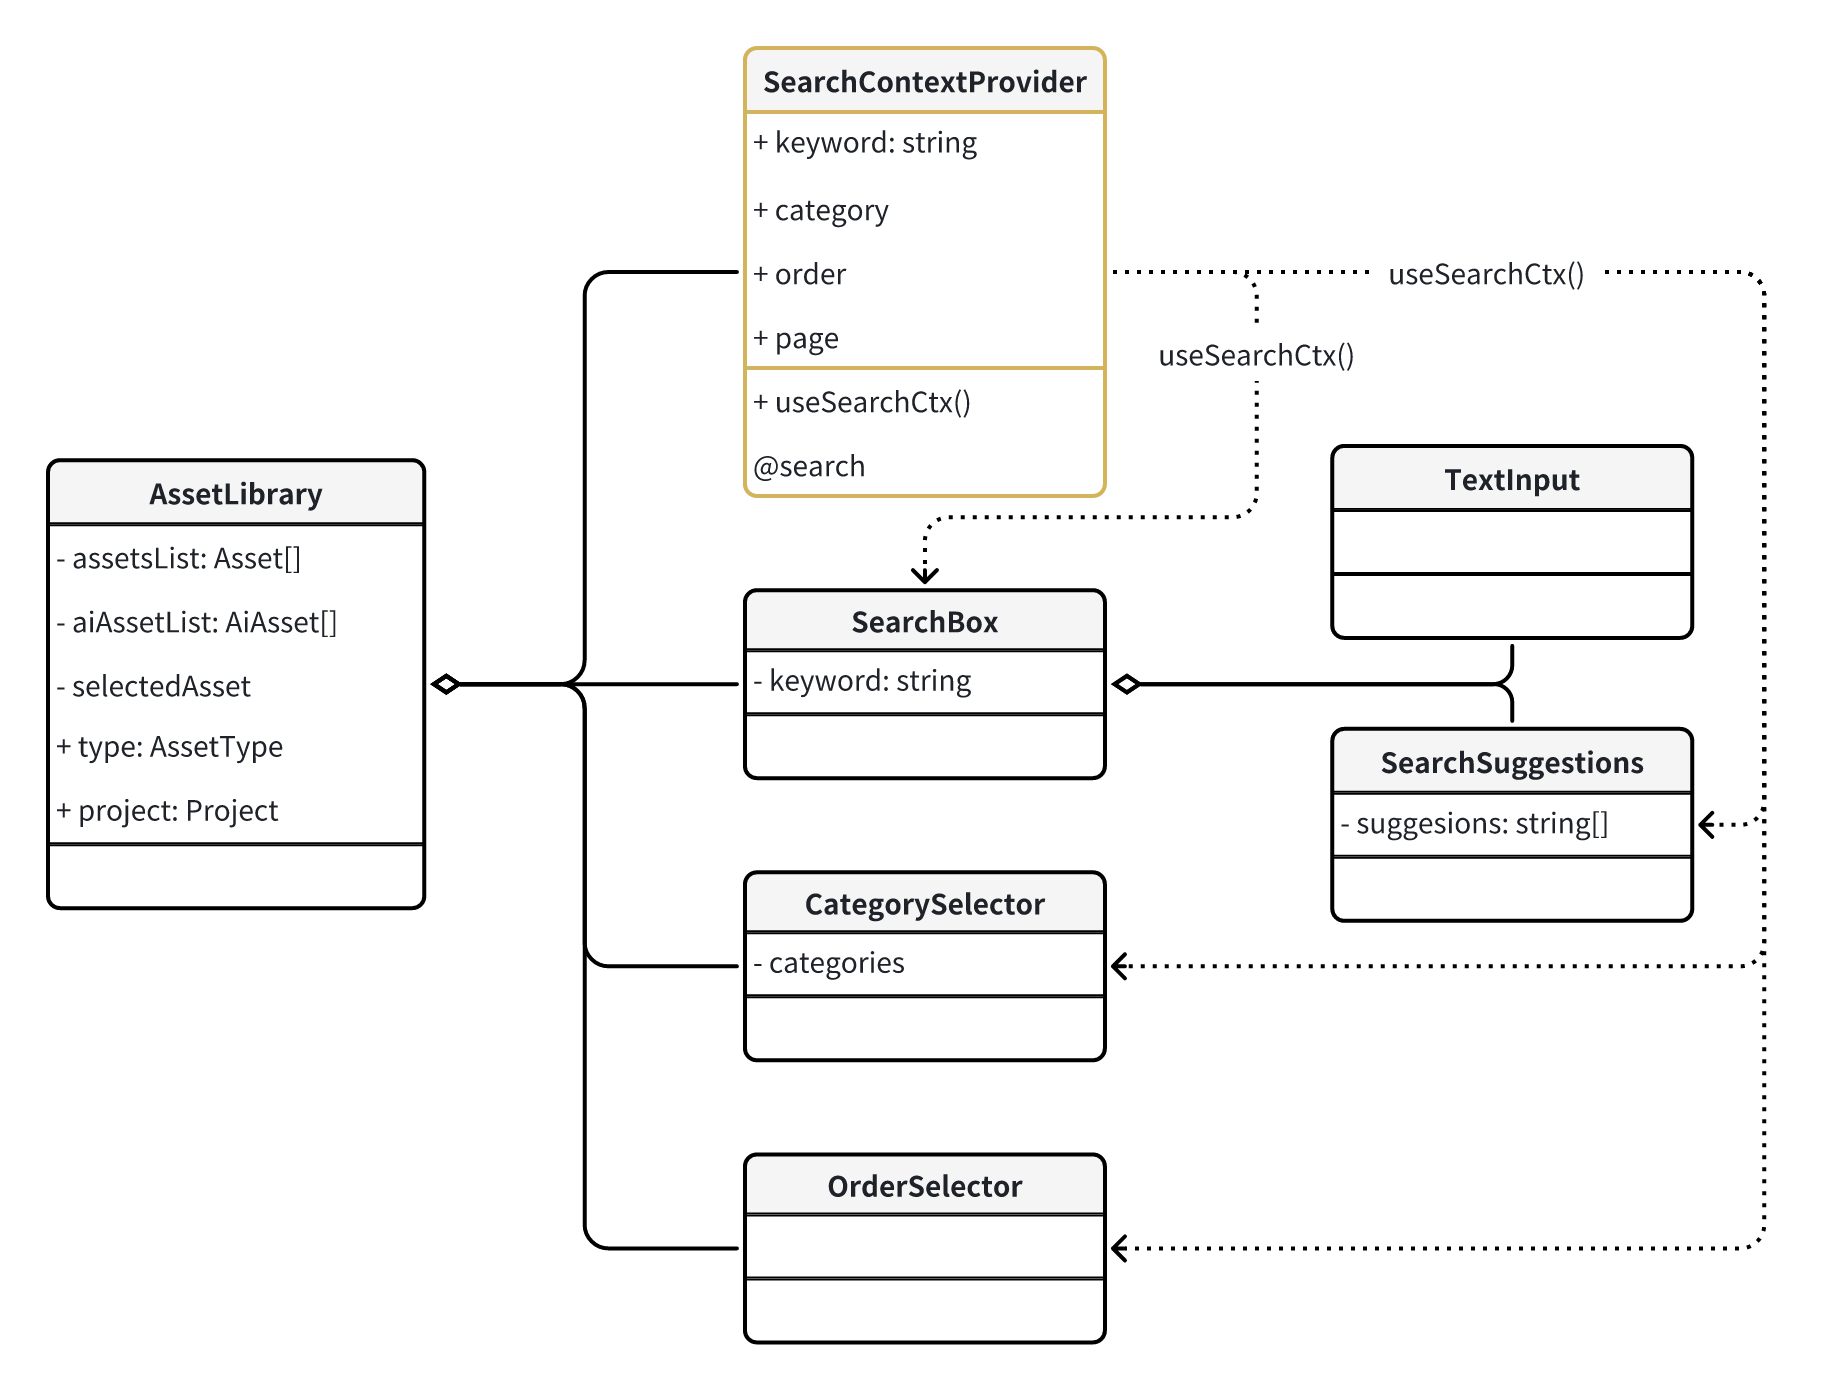 SearchContextProvider
+ keyword: string
+ category
+ order
+ page
+ useSearchCtx()
@search
useSearchCtx()
useSearchCtx()
AssetLibrary
- assetsList: Asset[]
- aiAssetList: AiAsset[]
- selectedAsset
+ type: AssetType
+ project: Project
SearchBox
- keyword: string
TextInput
SearchSuggestions
- suggesions: string[]
CategorySelector
- categories
OrderSelector